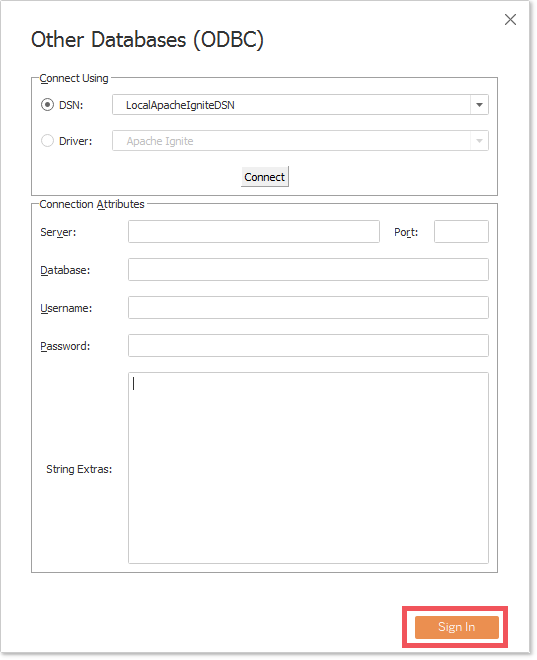 Other Databases (ODBC)
Connect Using
DSN: LocalApacheIgniteDSN
Driver: Apache Ignite
Connect
Connection Attributes
Server: Port:
Database:
Username:
Password:
String Extras:
Sign In